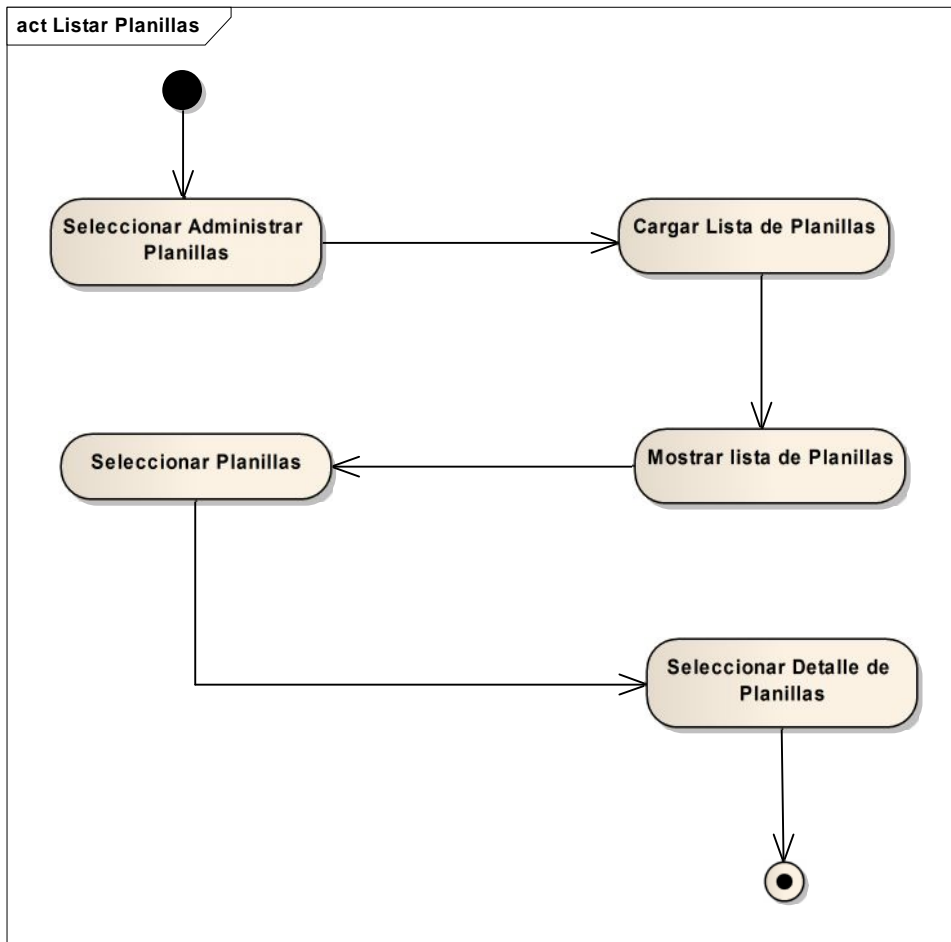 act Listar Planillas
Seleccionar Administrar
Planillas
Cargar Lista de Planillas
Seleccionar Planillas
Mostrar lista de Planillas
Seleccionar Detalle de
Planillas